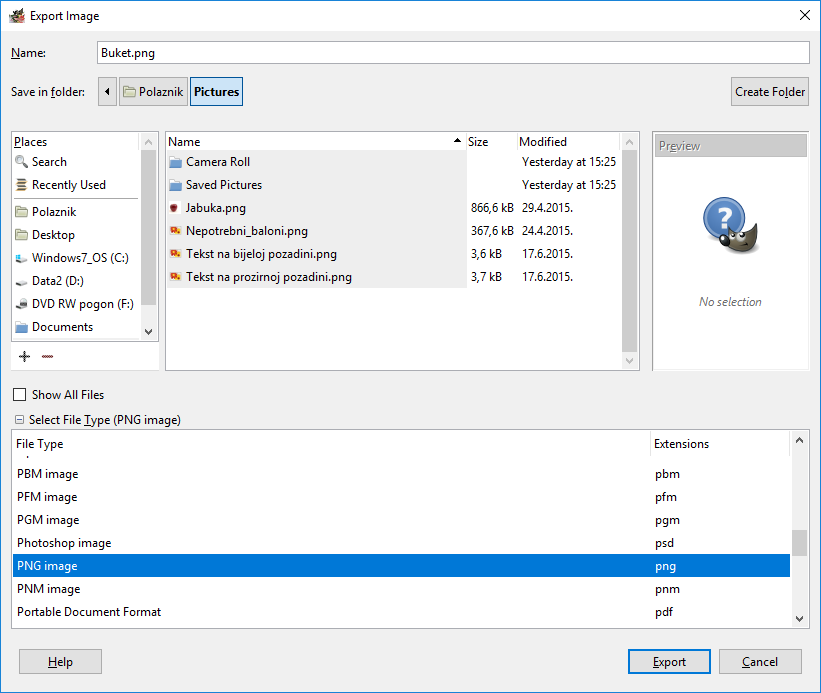 Export Image
Name: Buket.png
Save in folder: Polaznik Pictures Create Folder
Places
Search
Recently Used
Polaznik
Desktop
Windows7_OS (C:)
Data2 (D:)
DVD RW pogon (F:)
Documents
Name Size Modified
Camera Roll Yesterday at 15:25
Saved Pictures Yesterday at 15:25
Jabuka.png 866,6 kB 29.4.2015.
Nepotrebni_baloni.png 367,6 kB 24.4.2015.
Tekst na bijeloj pozadini.png 3,6 kB 17.6.2015.
Tekst na prozirnoj pozadini.png 3,7 kB 17.6.2015.
Preview
No selection
Show All Files
Select File Type (PNG image)
File Type Extensions
PBM image pbm
PFM image pfm
PGM image pgm
Photoshop image psd
PNG image png
PNM image pnm
Portable Document Format pdf
Help Export Cancel